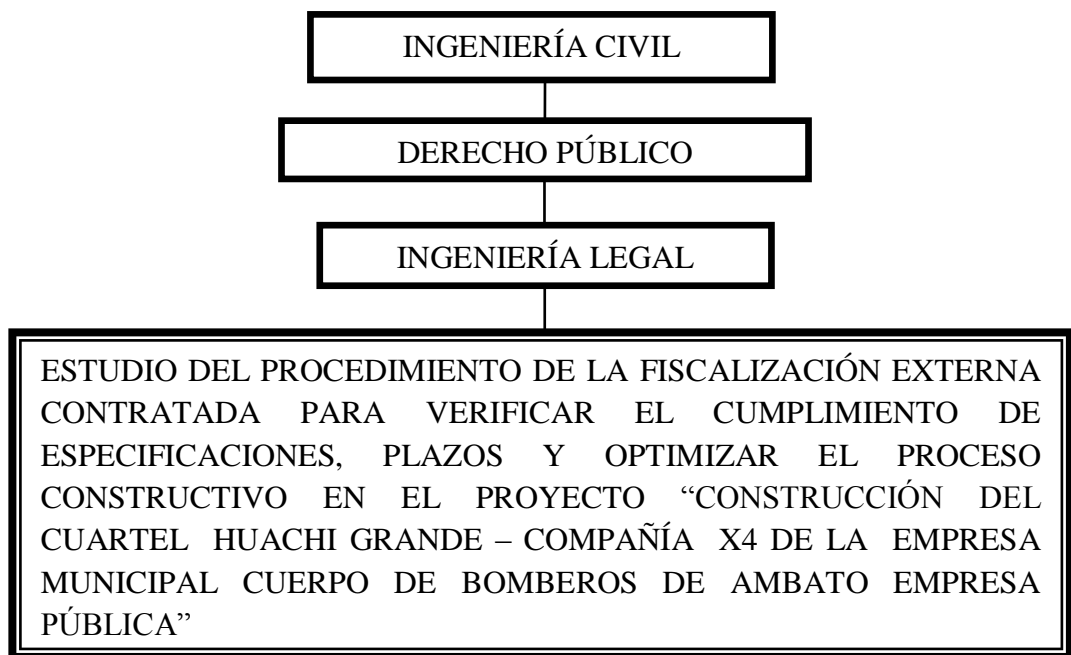 INGENIERÍA CIVIL
DERECHO PÚBLICO
INGENIERÍA LEGAL
ESTUDIO DEL PROCEDIMIENTO DE LA FISCALIZACIÓN EXTERNA
CONTRATADA PARA VERIFICAR EL CUMPLIMIENTO DE
ESPECIFICACIONES, PLAZOS Y OPTIMIZAR EL PROCESO
CONSTRUCTIVO EN EL PROYECTO “CONSTRUCCIÓN DEL
CUARTEL HUACHI GRANDE – COMPAÑÍA X4 DE LA EMPRESA
MUNICIPAL CUERPO DE BOMBEROS DE AMBATO EMPRESA
PÚBLICA”